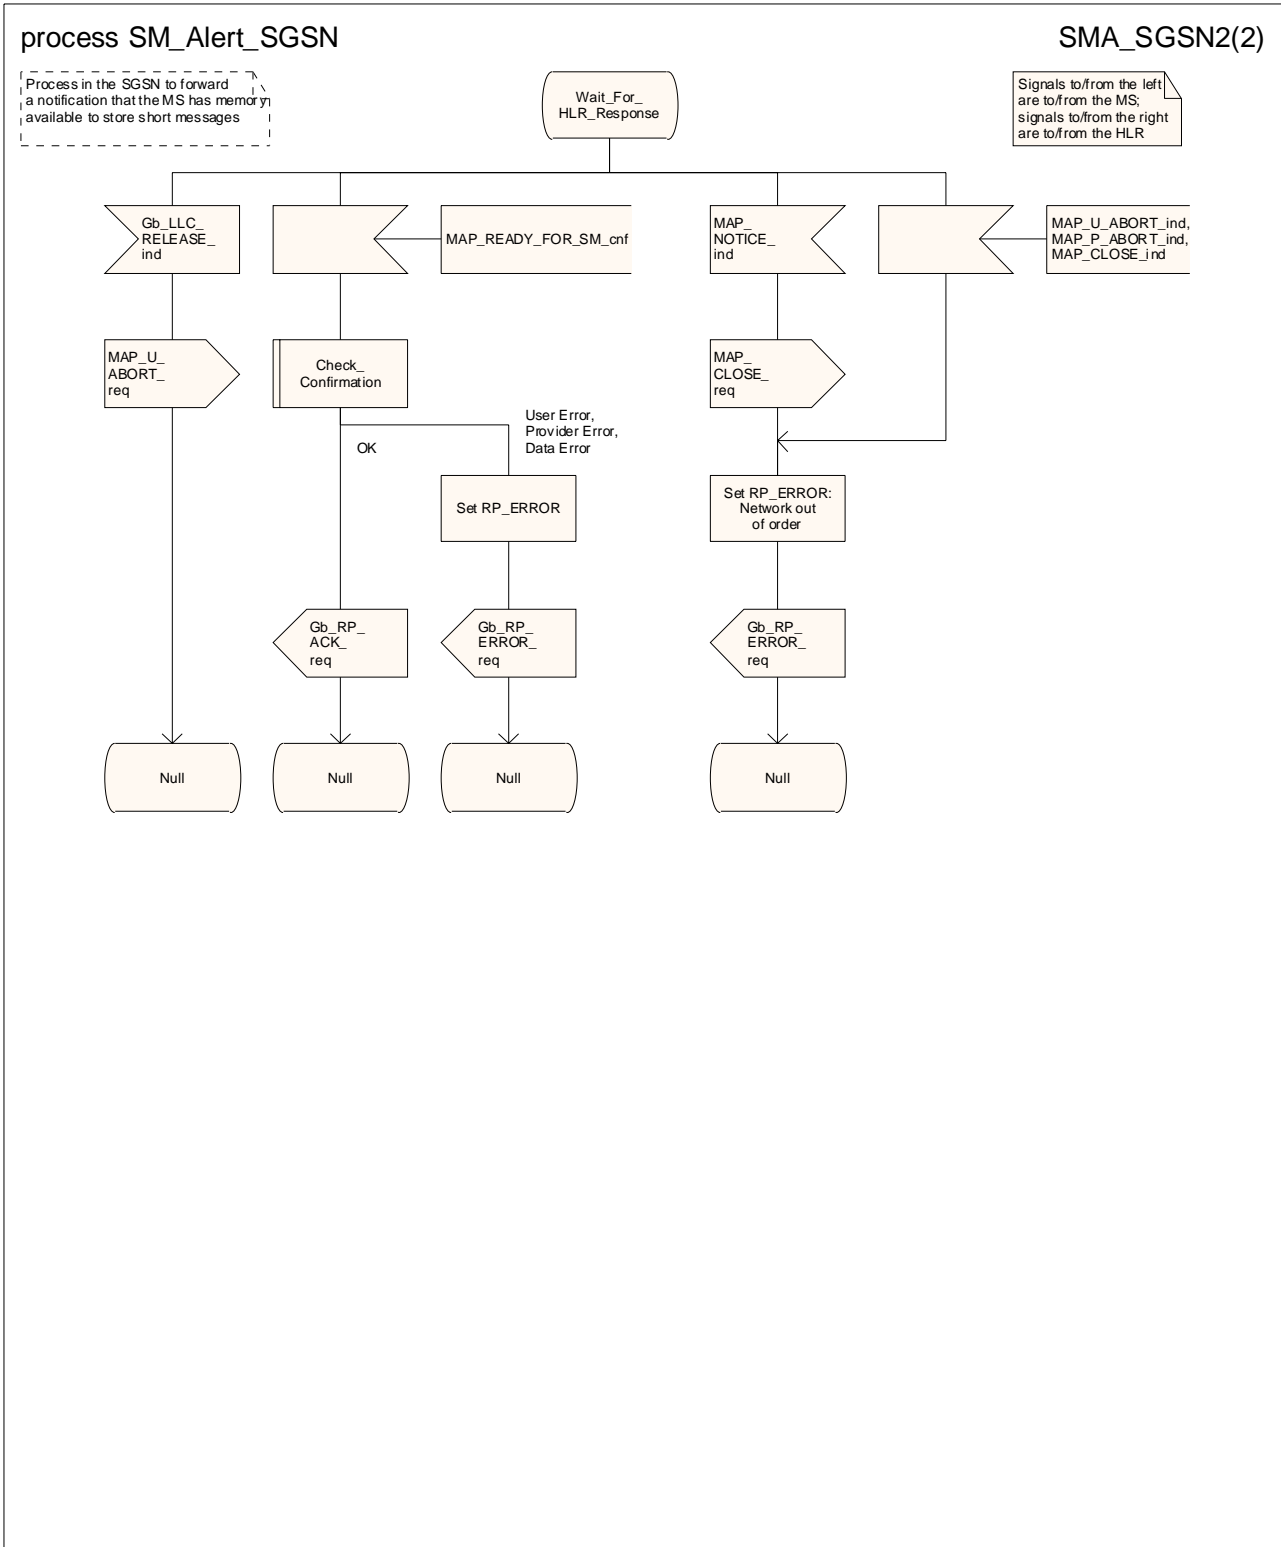 process SM_Alert_SGSN
SMA_SGSN2(2)
Process in the SGSN to forward
a notification that the MS has memory
available to store short messages
Wait_For_
HLR_Response
Signals to/from the left
are to/from the MS;
signals to/from the right
are to/from the HLR
Gb_LLC_
RELEASE_
ind
MAP_READY_FOR_SM_cnf
MAP_
NOTICE_
ind
MAP_U_ABORT_ind,
MAP_P_ABORT_ind,
MAP_CLOSE_ind
MAP_U_
ABORT_
req
Check_
Confirmation
MAP_
CLOSE_
req
OK
User Error,
Provider Error,
Data Error
Set RP_ERROR
Set RP_ERROR:
Network out
of order
Gb_RP_
ACK_
req
Gb_RP_
ERROR_
req
Gb_RP_
ERROR_
req
Null
Null
Null
Null